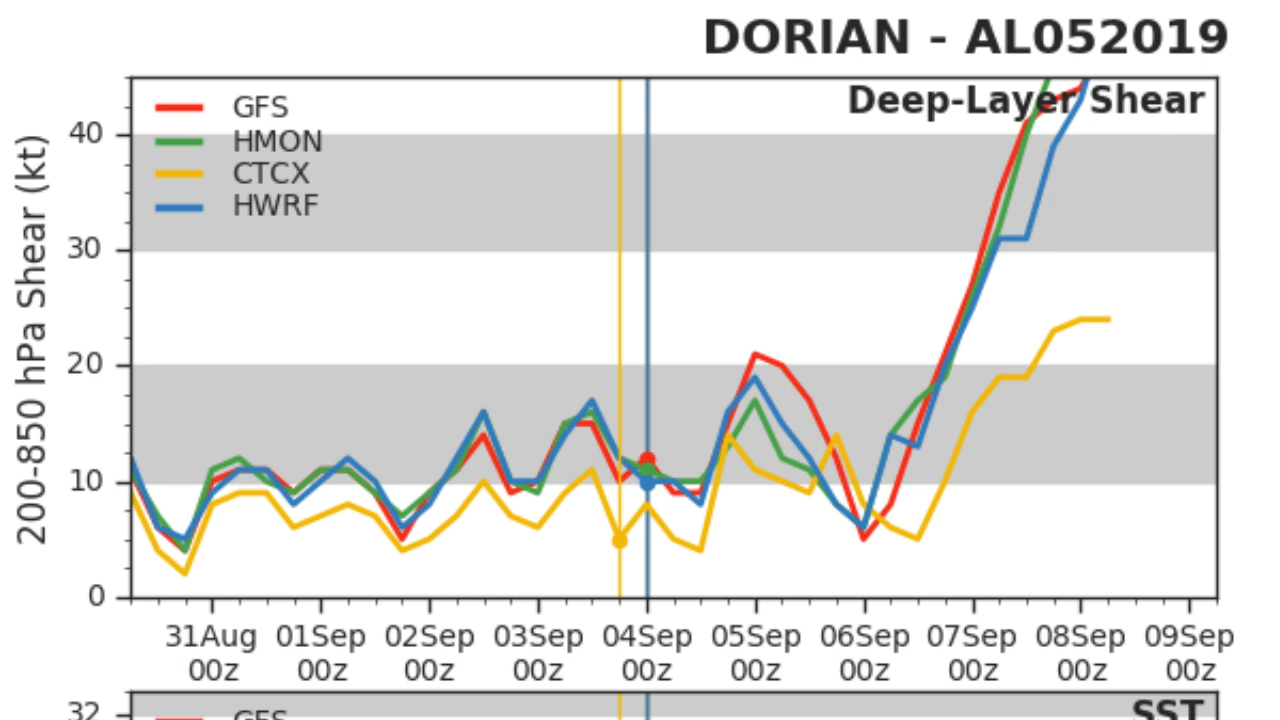 DORIAN - AL052019
Deep-Layer Shear
GFS
HMON
CTCX
HWRF
200-850 hPa Shear (kt)
40
30
20
10
0
31Aug 01Sep 02Sep 03Sep 04Sep 05Sep 06Sep 07Sep 08Sep 09Sep
00z 00z 00z 00z 00z 00z 00z 00z 00z 00z
32
GFS
SST